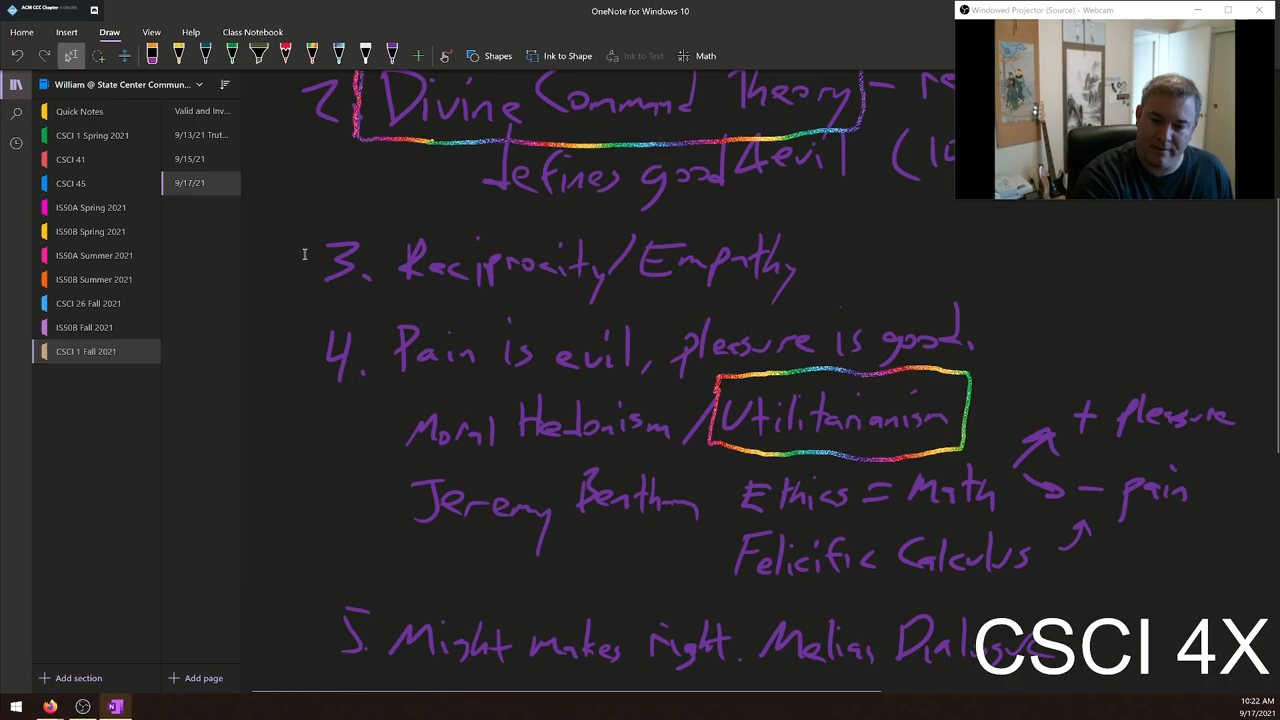 ACM CCC Chapter
OneNote for Windows 10
Windowed Projector (Source) - Webcam
Home Insert Draw View Help Class Notebook
Shapes Ink to Shape Ink to Text Math
William @ State Center Commun...
Quick Notes
CSCI 1 Spring 2021
CSCI 41
CSCI 45
IS50A Spring 2021
IS50B Spring 2021
IS50A Summer 2021
IS50B Summer 2021
CSCI 26 Fall 2021
IS50B Fall 2021
CSCI 1 Fall 2021
Valid and Inv...
9/13/21 Trut...
9/15/21
9/17/21
2. Divine Command Theory - re
defines good & evil (
3. Reciprocity/Empathy
4. Pain is evil, pleasure is good.
Moral Hedonism / Utilitarianism
+ pleasure
Jeremy Bentham Ethics = Math - pain
Felicific Calculus
5. Might makes right. Melian Dialogue
CSCI 4X
Add section
Add page
10:22 AM
9/17/2021